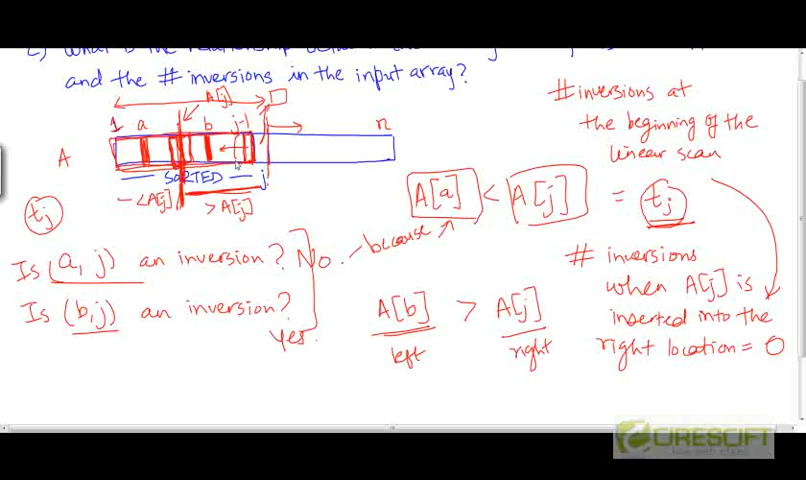 and the # inversions in the input array?
A[j]
1 a b j-1 n
A
SORTED j
< A[j] > A[j]
tj
# inversions at
the beginning of the
linear scan
A[a] < A[j] = tj
because
Is (a, j) an inversion? No.
Is (b, j) an inversion?
Yes.
A[b] > A[j]
left right
# inversions
when A[j] is
inserted into the
right location = 0
CIRESOFT